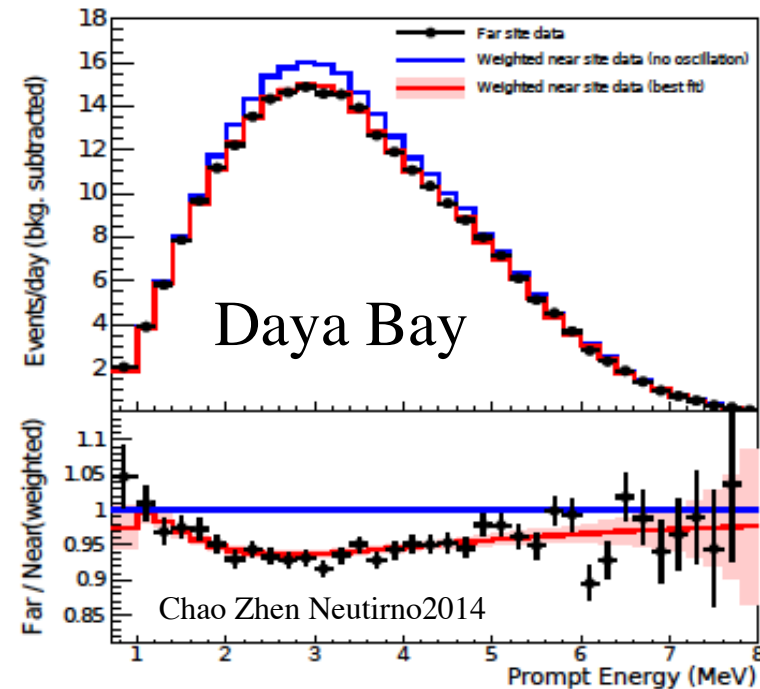 18
16
14
12
10
8
6
4
2
Events/day (bkg. subtracted)
Far site data
Weighted near site data (no oscillation)
Weighted near site data (best fit)
Daya Bay
1.1
1.05
1
0.95
0.9
0.85
Far / Near(weighted)
Chao Zhen Neutirno2014
1 2 3 4 5 6 7 8
Prompt Energy (MeV)